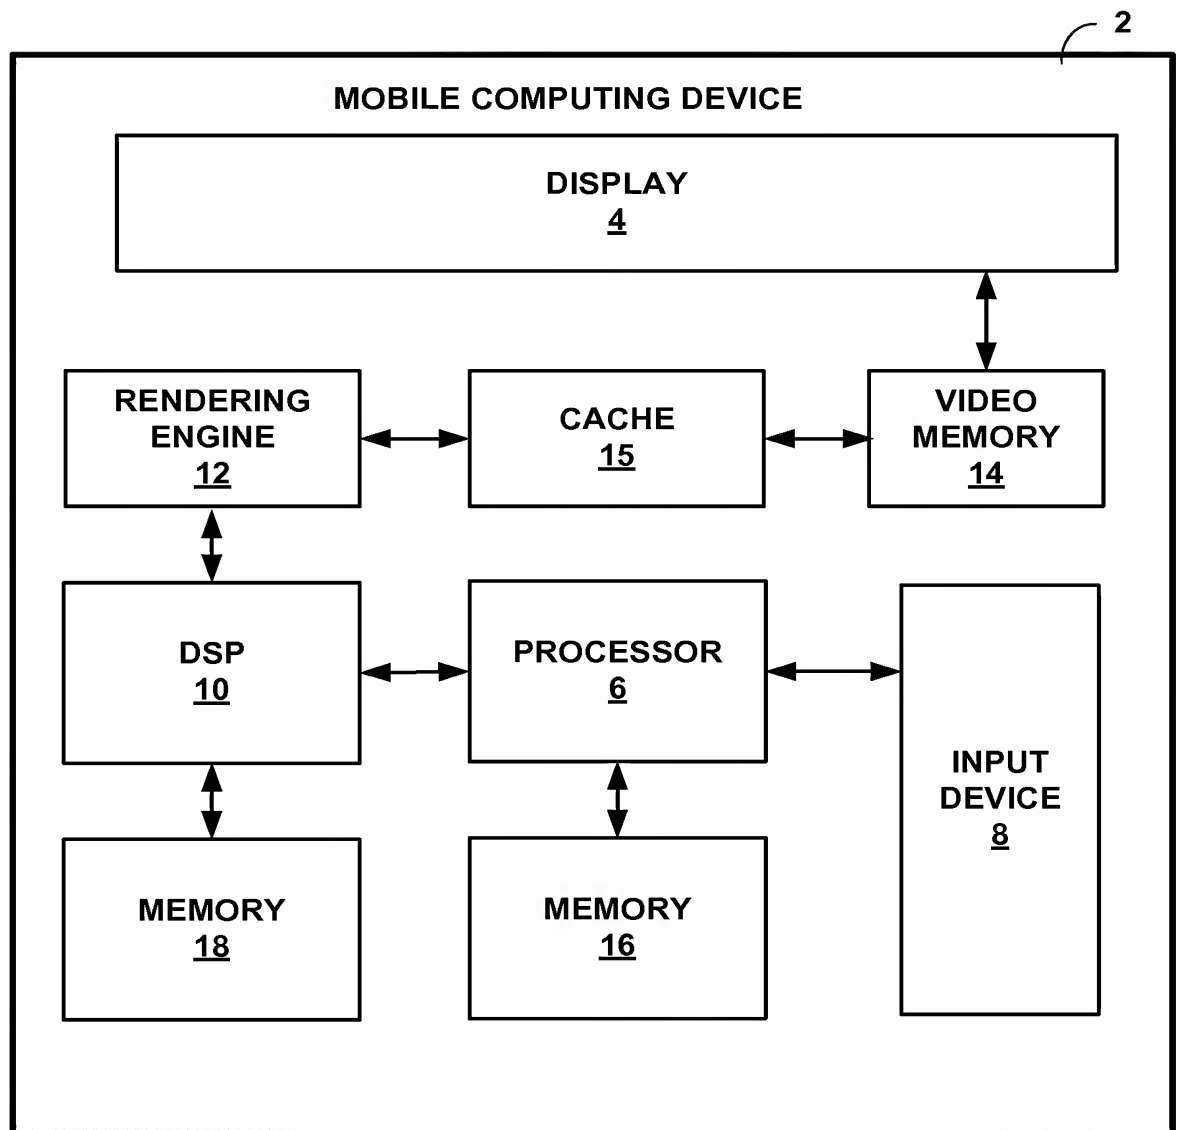 2
MOBILE COMPUTING DEVICE
DISPLAY
4
RENDERING
ENGINE
12
CACHE
15
VIDEO
MEMORY
14
DSP
10
PROCESSOR
6
INPUT
DEVICE
8
MEMORY
18
MEMORY
16